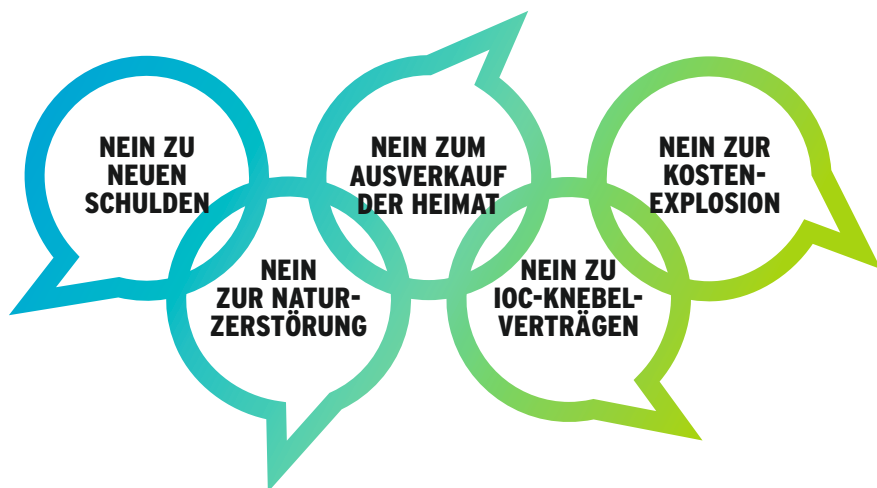 NEIN ZU
NEUEN
SCHULDEN
NEIN ZUM
AUSVERKAUF
DER HEIMAT
NEIN ZUR
KOSTEN-
EXPLOSION
NEIN
ZUR NATUR-
ZERSTÖRUNG
NEIN ZU
IOC-KNEBEL-
VERTRÄGEN